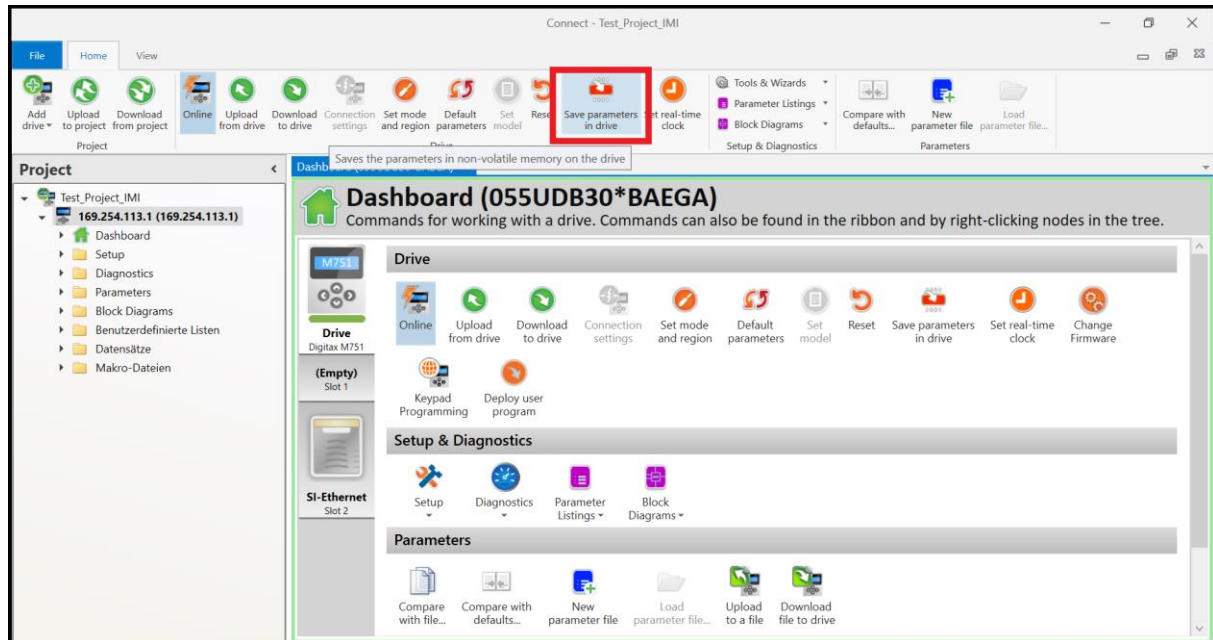 Connect - Test_Project_IMI
File Home View
Add drive
Upload to project
Download from project
Online
Upload from drive
Download to drive
Connection settings
Set mode and region
Default parameters
Set model
Save parameters in drive
real-time clock
Tools & Wizards
Parameter Listings
Block Diagrams
Compare with defaults...
New parameter file
Load parameter file...
Project
Setup & Diagnostics
Parameters
Saves the parameters in non-volatile memory on the drive
Project
Test_Project_IMI
169.254.113.1 (169.254.113.1)
Dashboard
Setup
Diagnostics
Parameters
Block Diagrams
Benutzerdefinierte Listen
Datensätze
Makro-Dateien
Dashboard (055UDB30*BAEGA)
Commands for working with a drive. Commands can also be found in the ribbon and by right-clicking nodes in the tree.
M751
Drive
Digitax M751
(Empty)
Slot 1
SI-Ethernet
Slot 2
Drive
Online
Upload from drive
Download to drive
Connection settings
Set mode and region
Default parameters
Set model
Reset
Save parameters in drive
Set real-time clock
Change Firmware
Keypad Programming
Deploy user program
Setup & Diagnostics
Setup
Diagnostics
Parameter Listings
Block Diagrams
Parameters
Compare with file...
Compare with defaults...
New parameter file
Load parameter file...
Upload to a file
Download file to drive